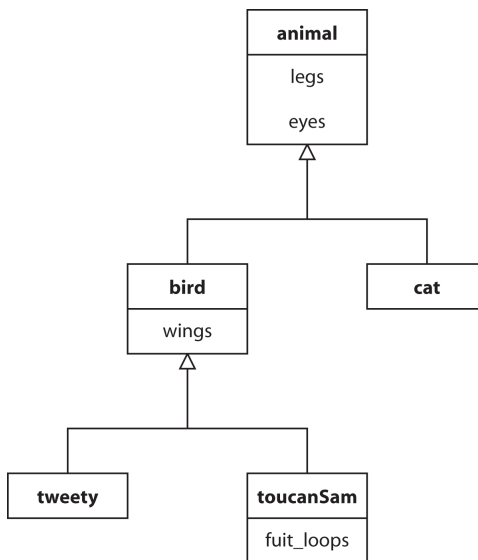 animal
legs
eyes
bird
cat
wings
tweety
toucanSam
fuit_loops